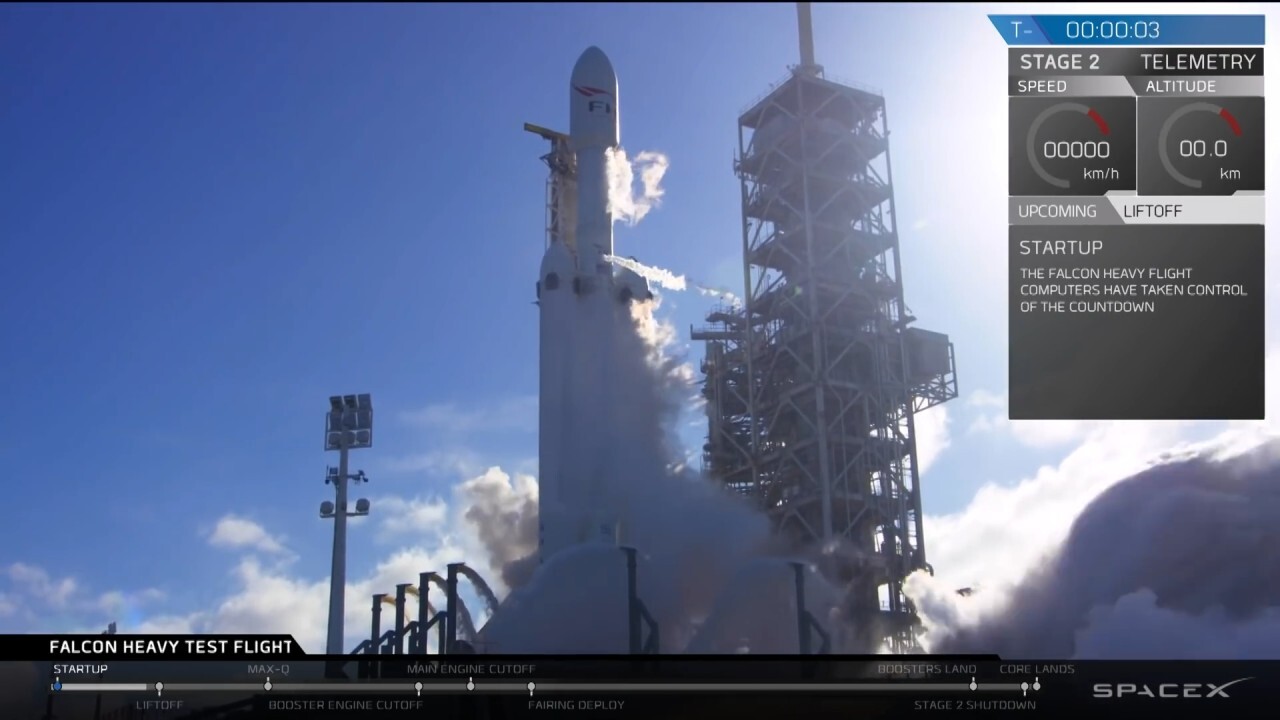 T- 00:00:03
STAGE 2 TELEMETRY
SPEED ALTITUDE
00000 00.0
km/h km
UPCOMING LIFTOFF
STARTUP
THE FALCON HEAVY FLIGHT
COMPUTERS HAVE TAKEN CONTROL
OF THE COUNTDOWN
FALCON HEAVY TEST FLIGHT
STARTUP MAX-Q MAIN ENGINE CUTOFF BOOSTERS LAND CORE LANDS
LIFTOFF BOOSTER ENGINE CUTOFF FAIRING DEPLOY STAGE 2 SHUTDOWN
SPACEX